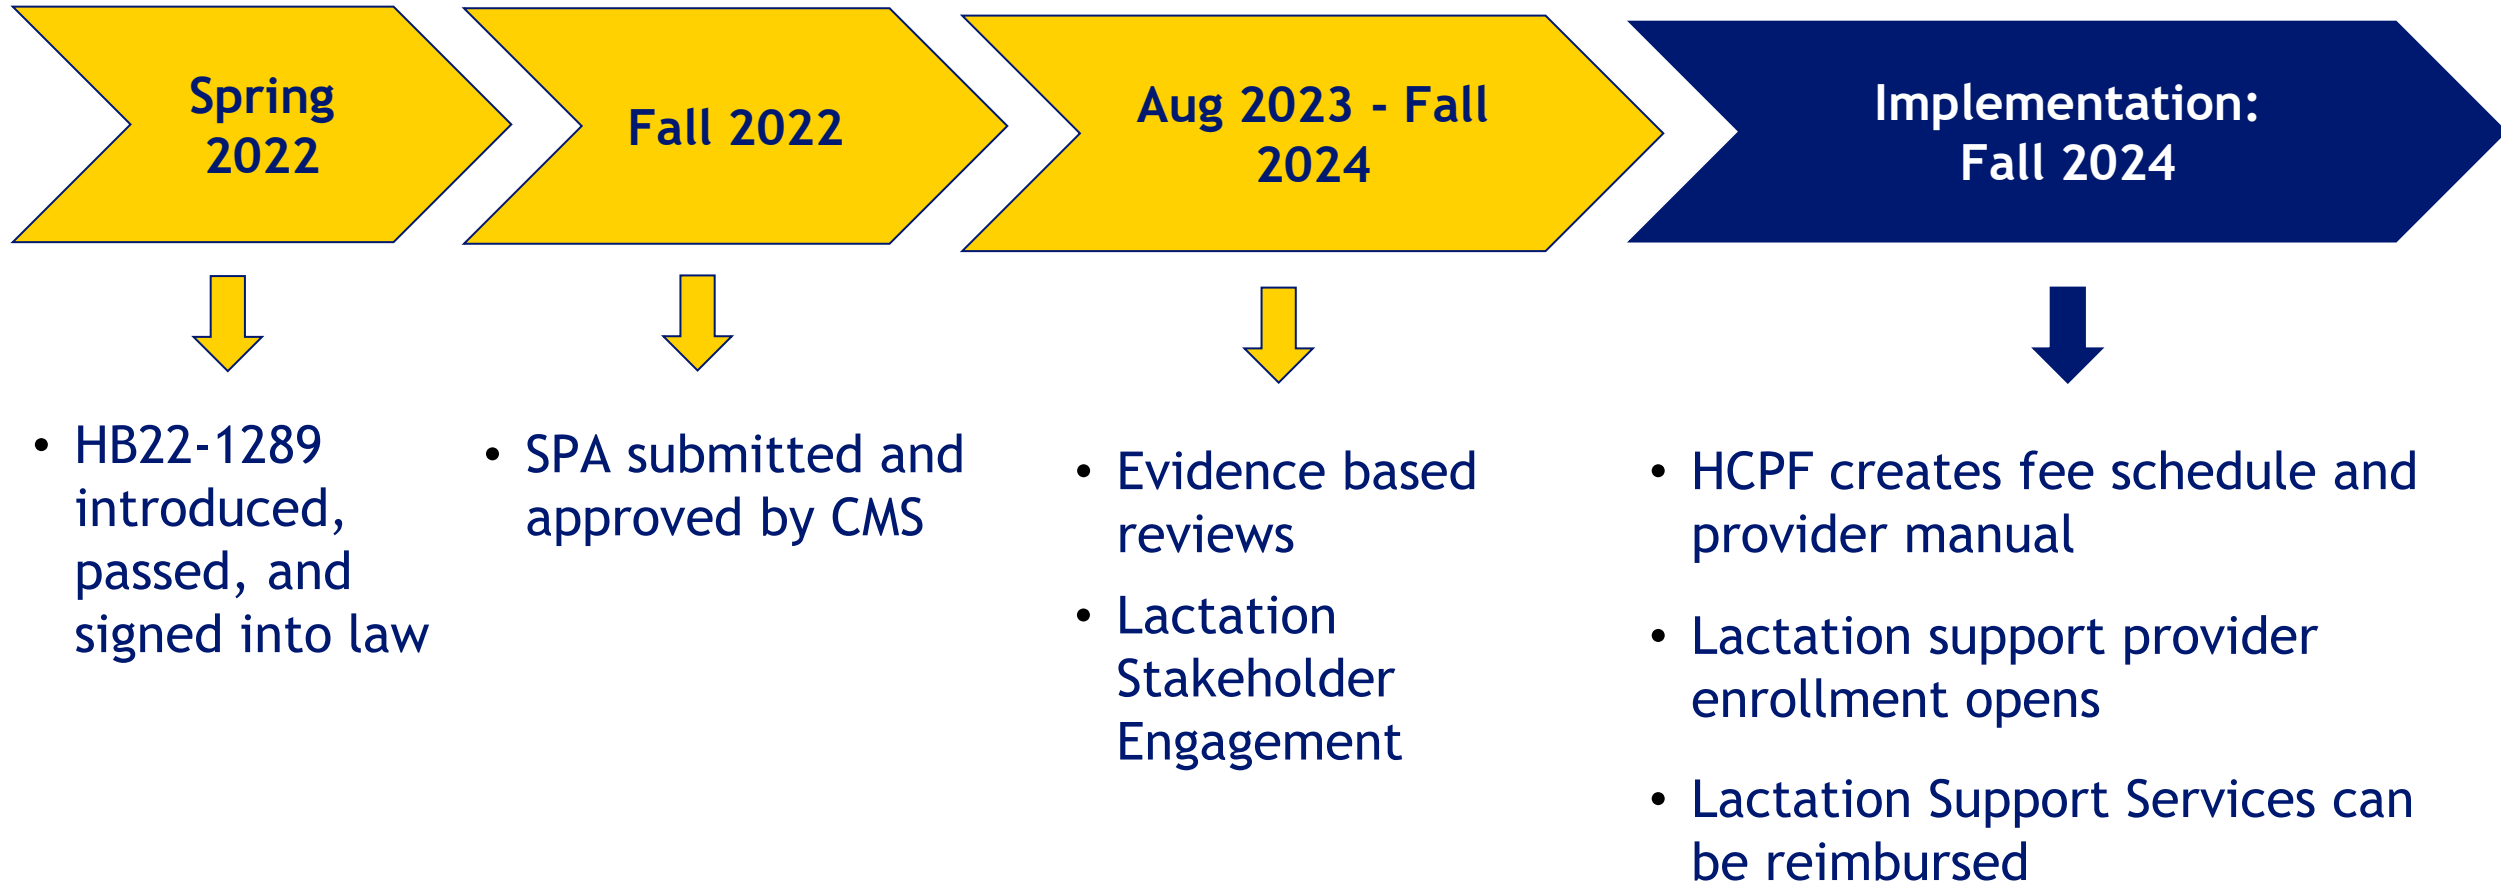 Spring
2022
Fall 2022
Aug 2023 - Fall
2024
Implementation:
Fall 2024
• HB22-1289
introduced,
passed, and
signed into law
• SPA submitted and
approved by CMS
• Evidence based
reviews
• Lactation
Stakeholder
Engagement
• HCPF creates fee schedule and
provider manual
• Lactation support provider
enrollment opens
• Lactation Support Services can
be reimbursed